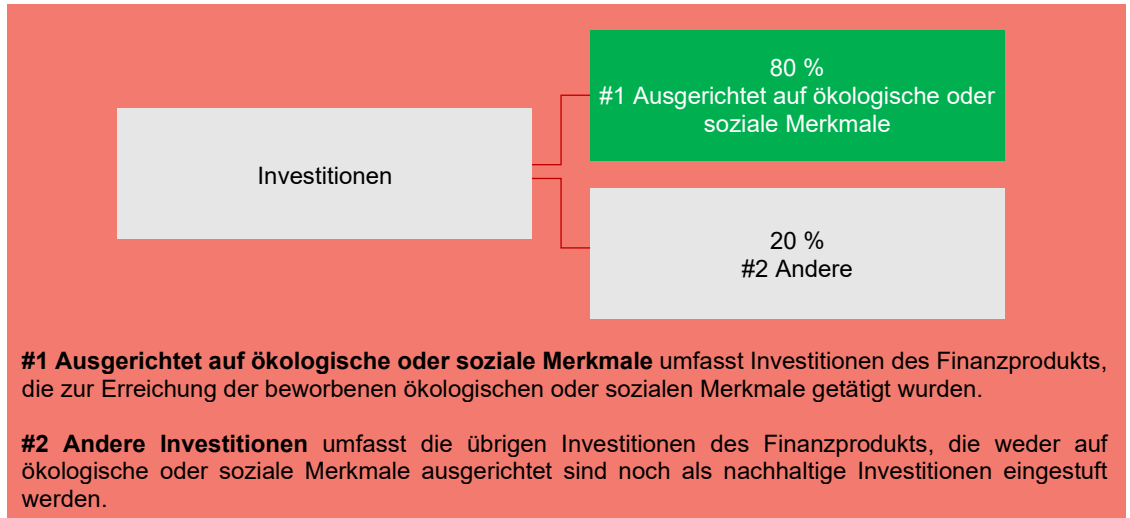 80 %
#1 Ausgerichtet auf ökologische oder
soziale Merkmale
Investitionen
20 %
#2 Andere
#1 Ausgerichtet auf ökologische oder soziale Merkmale umfasst Investitionen des Finanzprodukts,
die zur Erreichung der beworbenen ökologischen oder sozialen Merkmale getätigt wurden.
#2 Andere Investitionen umfasst die übrigen Investitionen des Finanzprodukts, die weder auf
ökologische oder soziale Merkmale ausgerichtet sind noch als nachhaltige Investitionen eingestuft
werden.